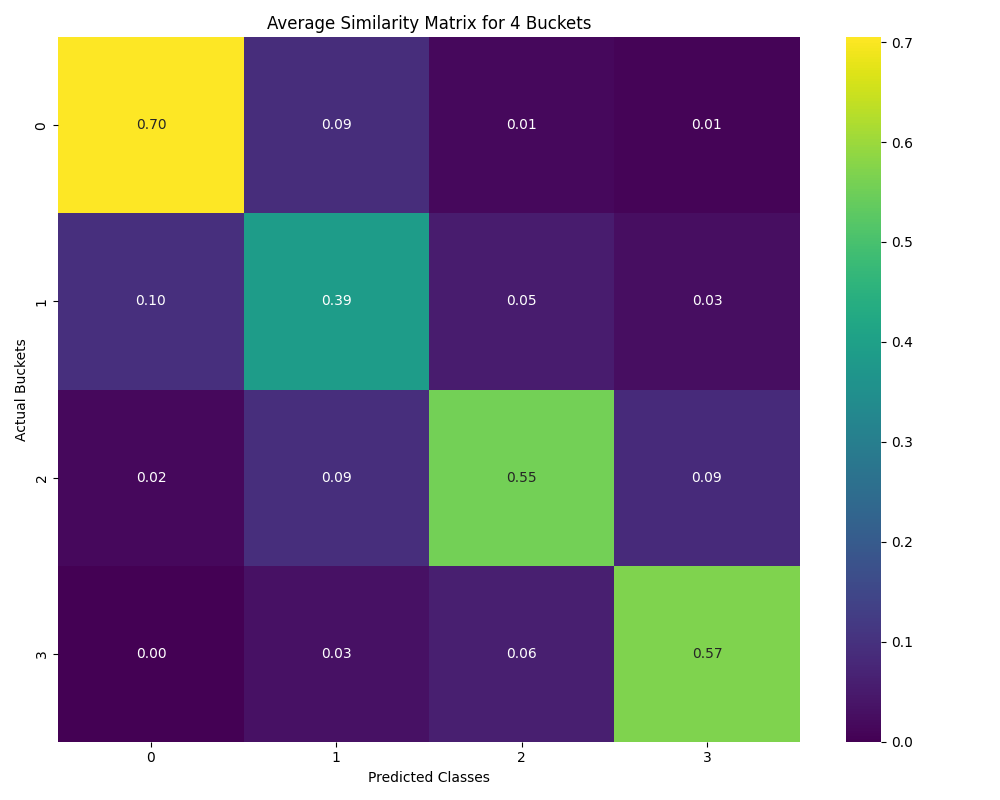 Average Similarity Matrix for 4 Buckets
0.7
0 0.70 0.09 0.01 0.01
0.6
0.5
1 0.10 0.39 0.05 0.03
0.4
Actual Buckets
0.3
2 0.02 0.09 0.55 0.09
0.2
3 0.00 0.03 0.06 0.57
0.1
0.0
0 1 2 3
Predicted Classes